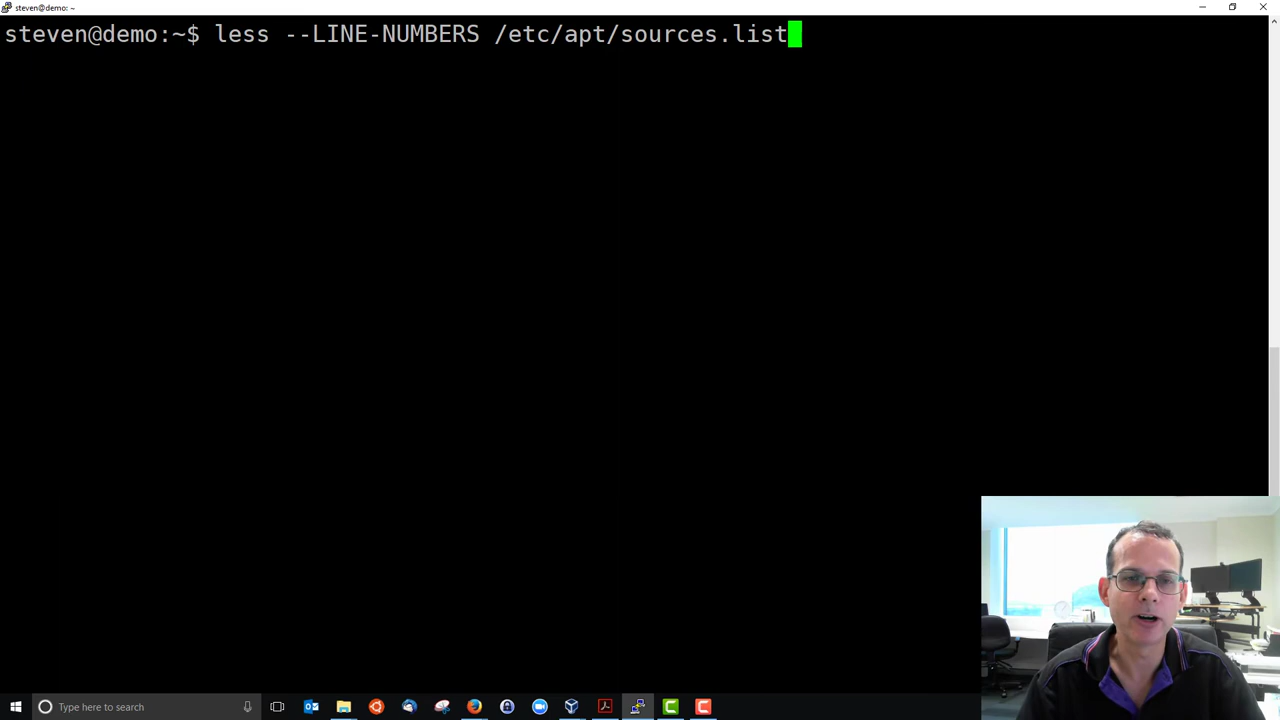 steven@demo: ~
steven@demo:~$ less --LINE-NUMBERS /etc/apt/sources.list
Type here to search